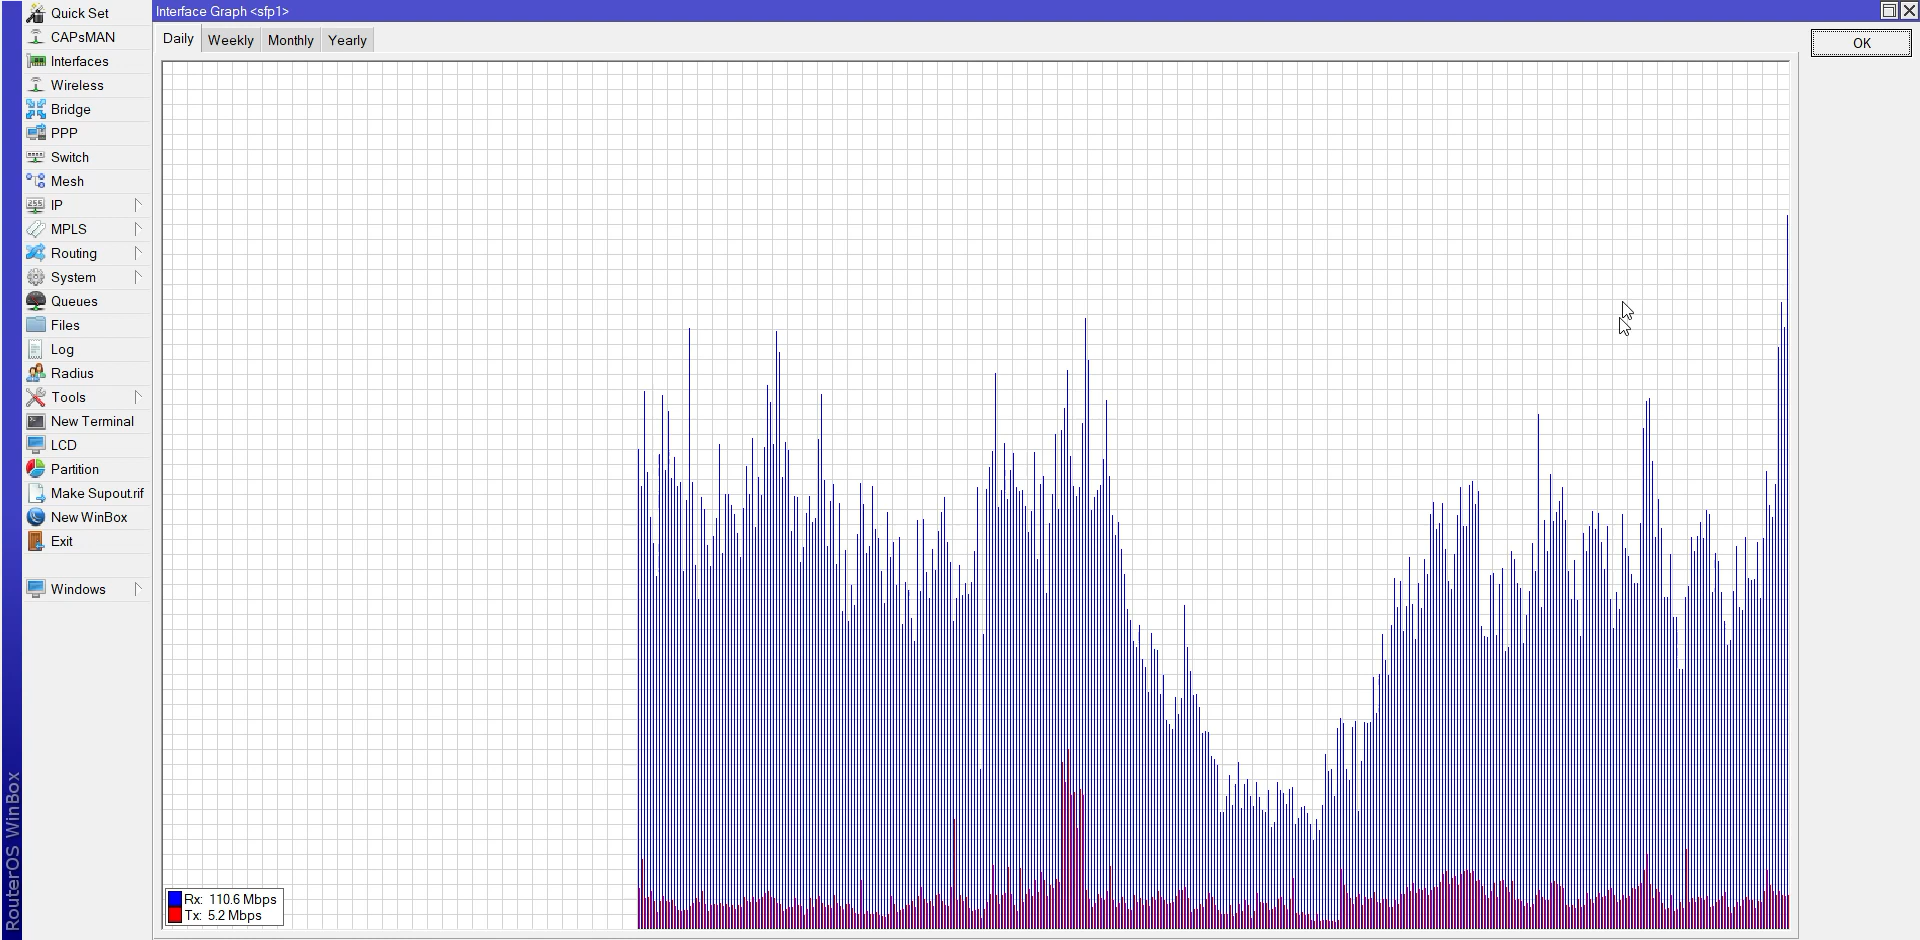 Interface Graph <sfp1>
Daily Weekly Monthly Yearly
OK
Quick Set
CAPsMAN
Interfaces
Wireless
Bridge
PPP
Switch
Mesh
255 IP
MPLS
Routing
System
Queues
Files
Log
Radius
Tools
New Terminal
LCD
Partition
Make Supout.rif
New WinBox
Exit
Windows
RouterOS WinBox
Rx: 110.6 Mbps
Tx: 5.2 Mbps